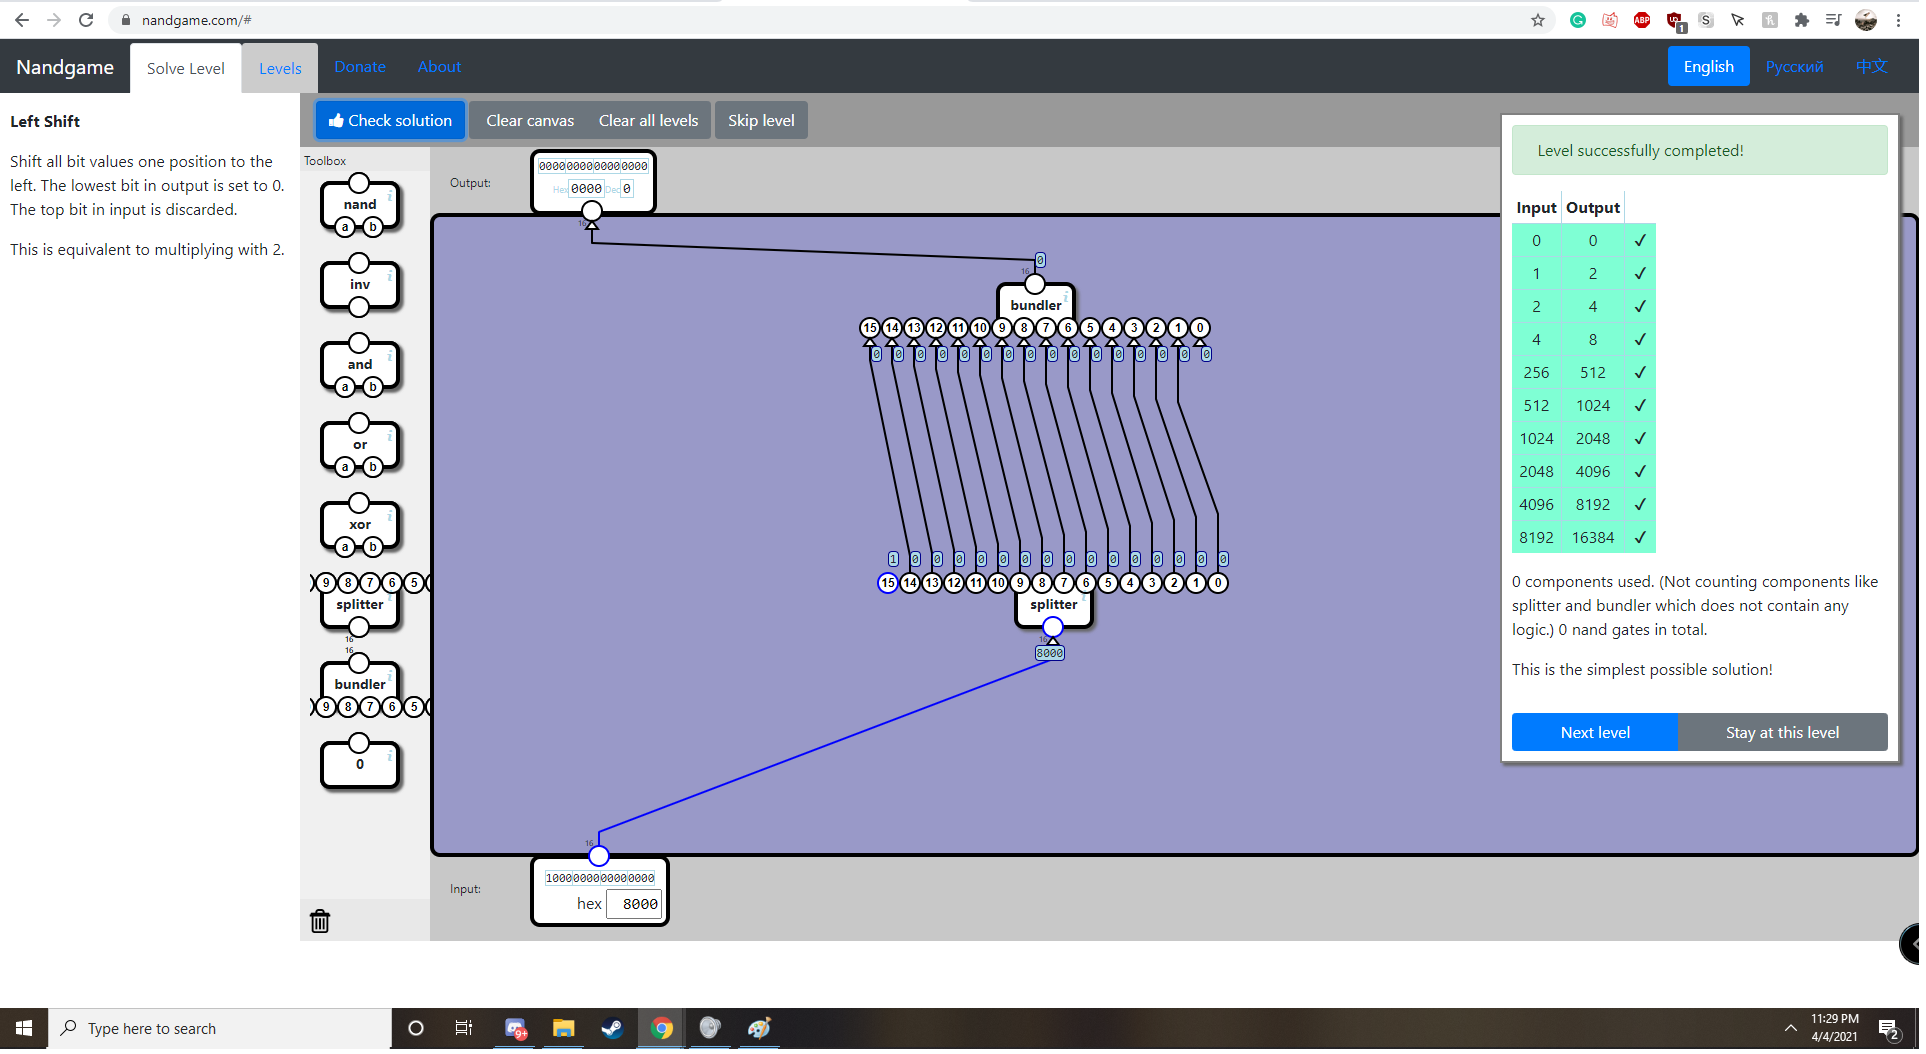 nandgame.com/#
ABP
1
S
Nandgame
Solve Level
Levels
Donate
About
English
Русский
中文
Left Shift
Shift all bit values one position to the
left. The lowest bit in output is set to 0.
The top bit in input is discarded.
This is equivalent to multiplying with 2.
Check solution
Clear canvas
Clear all levels
Skip level
Toolbox
nand
a b
inv
and
a b
or
a b
xor
a b
9 8 7 6 5
splitter
16
16
bundler
9 8 7 6 5
0
Output:
0000000000000000
Hex 0000 Dec 0
16
0
16
bundler
15 14 13 12 11 10 9 8 7 6 5 4 3 2 1 0
0 0 0 0 0 0 0 0 0 0 0 0 0 0 0 0
1 0 0 0 0 0 0 0 0 0 0 0 0 0 0 0
15 14 13 12 11 10 9 8 7 6 5 4 3 2 1 0
splitter
16
8000
16
Input:
1000000000000000
hex 8000
Level successfully completed!
Input Output
0 0 ✓
1 2 ✓
2 4 ✓
4 8 ✓
256 512 ✓
512 1024 ✓
1024 2048 ✓
2048 4096 ✓
4096 8192 ✓
8192 16384 ✓
0 components used. (Not counting components like
splitter and bundler which does not contain any
logic.) 0 nand gates in total.
This is the simplest possible solution!
Next level
Stay at this level
Type here to search
9+
11:29 PM
4/4/2021
2